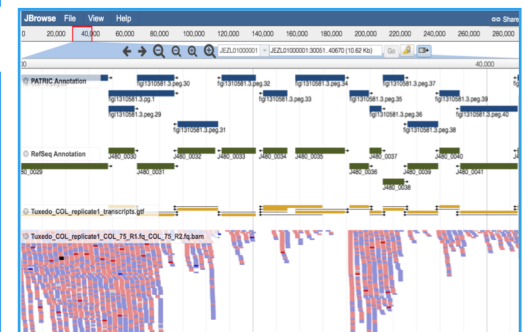 JBrowse File View Help Share
0 20,000 40,000 60,000 80,000 100,000 120,000 140,000 160,000 180,000 200,000 220,000 240,000 260,000 280,000
JEZL01000001 JEZL01000001:30051..40670 (10.62 Kb) Go
40,000
PATRIC Annotation
fig|1310581.3.peg.30 fig|1310581.3.peg.32 fig|1310581.3.peg.34 fig|1310581.3.peg.37
fig|1310581.3.pg.1 fig|1310581.3.peg.33 fig|1310581.3.peg.35 fig|1310581.3.peg.39
fig|1310581.3.peg.29 fig|1310581.3.peg.36 fig|1310581.3.peg.40
fig|1310581.3.peg.31 fig|1310581.3.peg.38
RefSeq Annotation
J480_0030 J480_0032 J480_0033 J480_0034 J480_0035 J480_0037 J480_0040
J480_0031 J480_0036 J480_0039 J480_0041
J480_0038
Tuxedo_COL_replicate1_transcripts.gtf
Tuxedo_COL_replicate1_COL_75_R1.fq_COL_75_R2.fq.bam